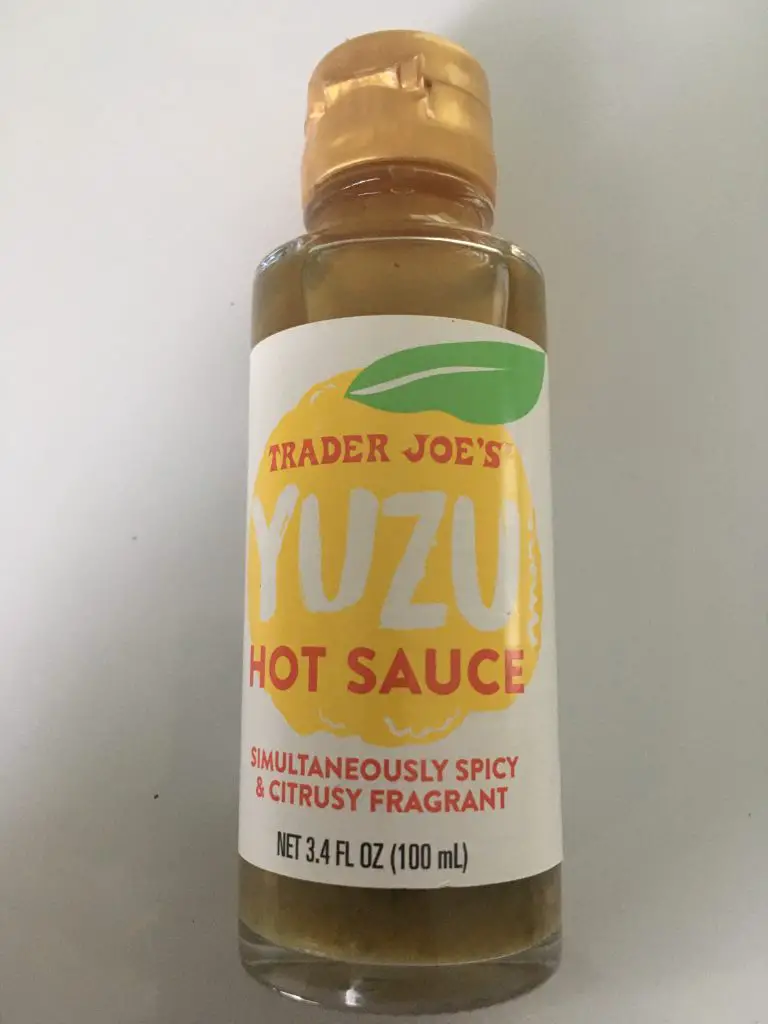 TRADER JOE'S
YUZU
HOT SAUCE
SIMULTANEOUSLY SPICY
& CITRUSY FRAGRANT
NET 3.4 FL OZ (100 mL)